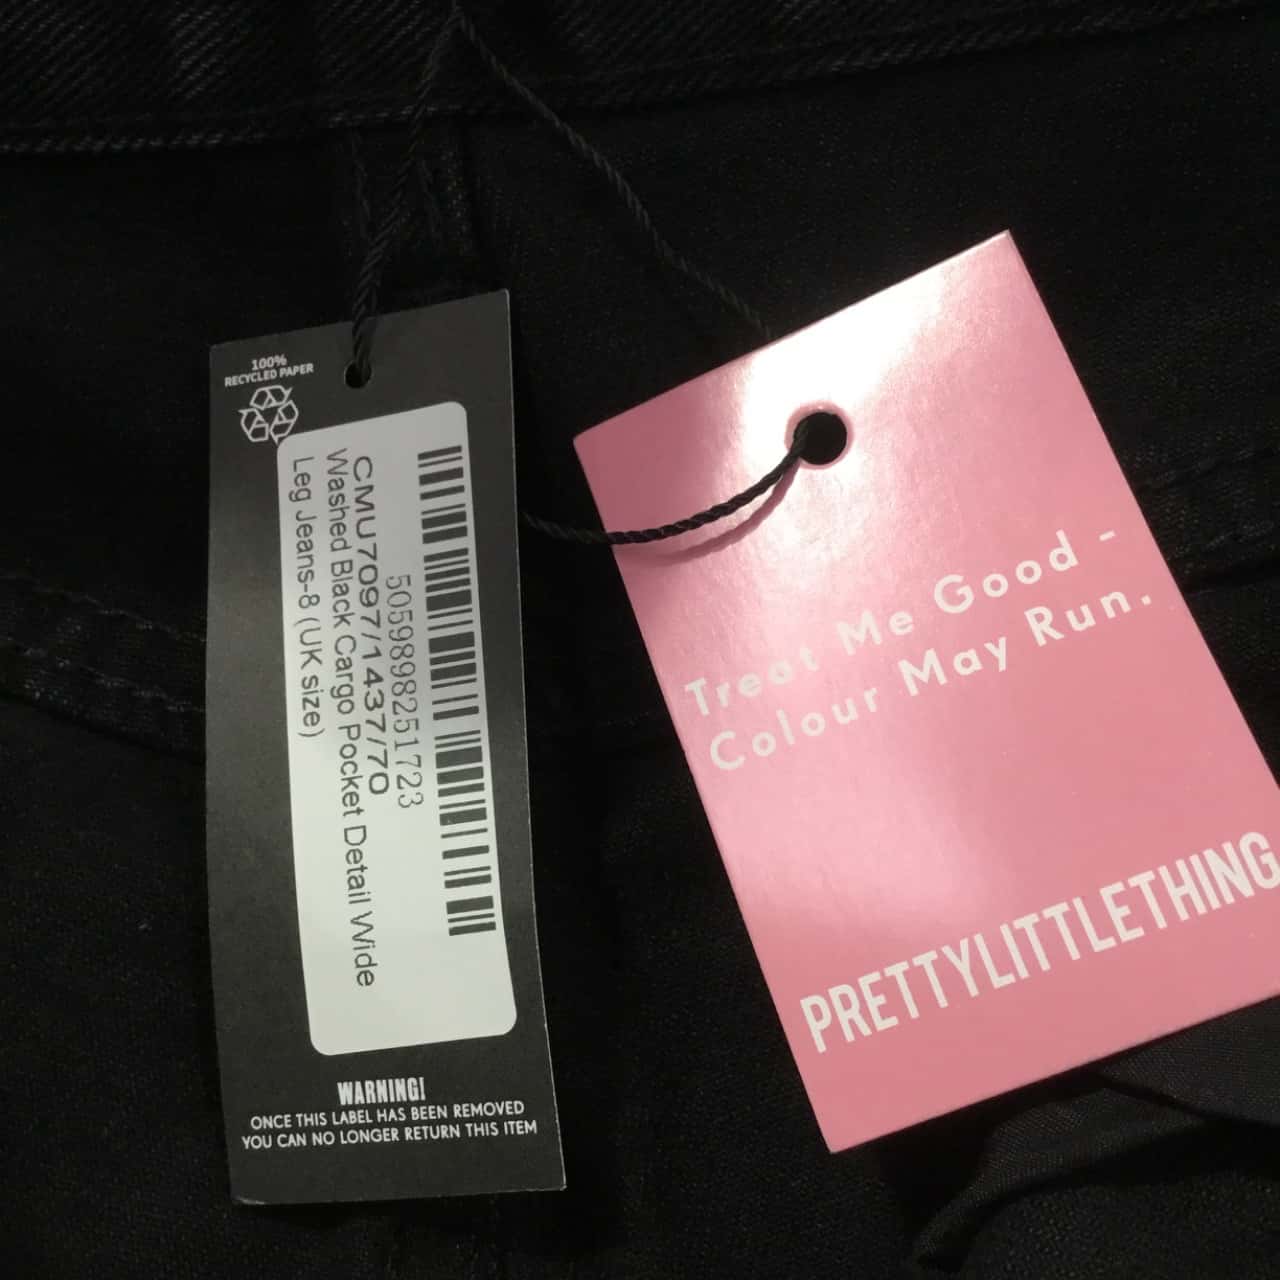 100%
RECYCLED PAPER
5059898251723
CMU7097/1437/70
Washed Black Cargo Pocket Detail Wide
Leg Jeans-8 (UK size)
WARNING!
ONCE THIS LABEL HAS BEEN REMOVED
YOU CAN NO LONGER RETURN THIS ITEM
Treat Me Good -
Colour May Run.
PRETTYLITTLETHING